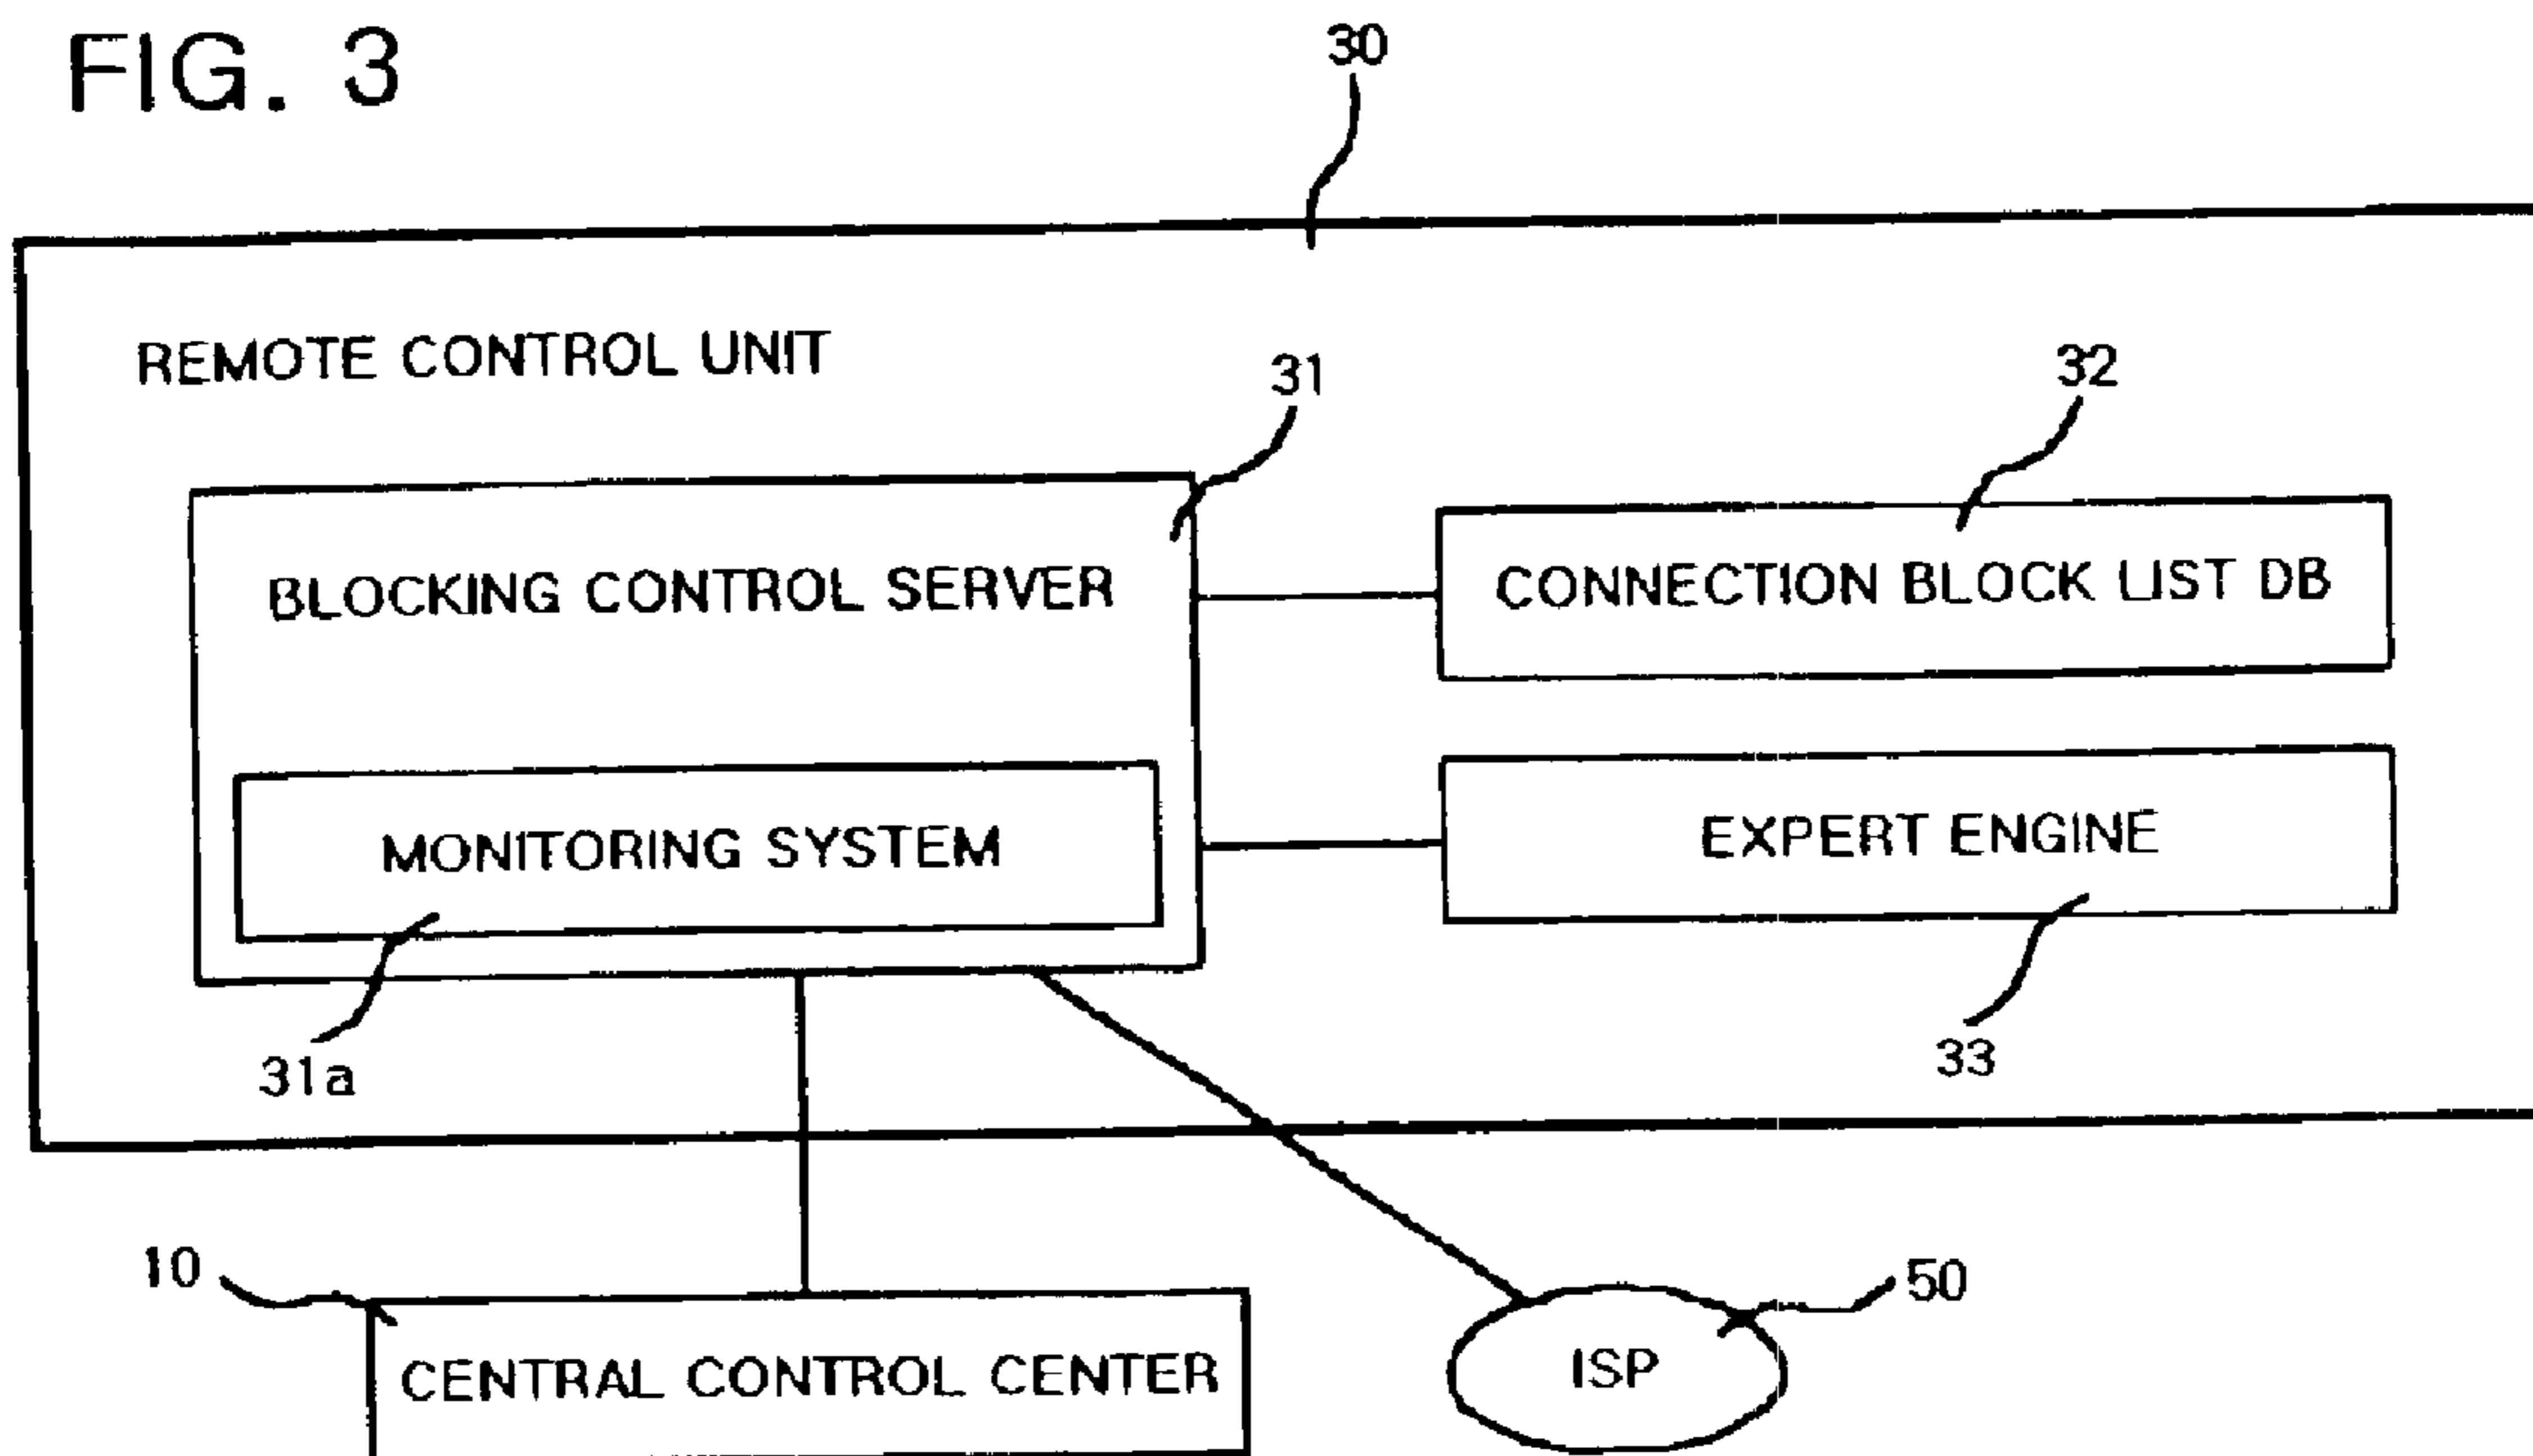 FIG. 3
30
REMOTE CONTROL UNIT
31
32
BLOCKING CONTROL SERVER
CONNECTION BLOCK LIST DB
MONITORING SYSTEM
EXPERT ENGINE
31a
33
10
50
CENTRAL CONTROL CENTER
ISP